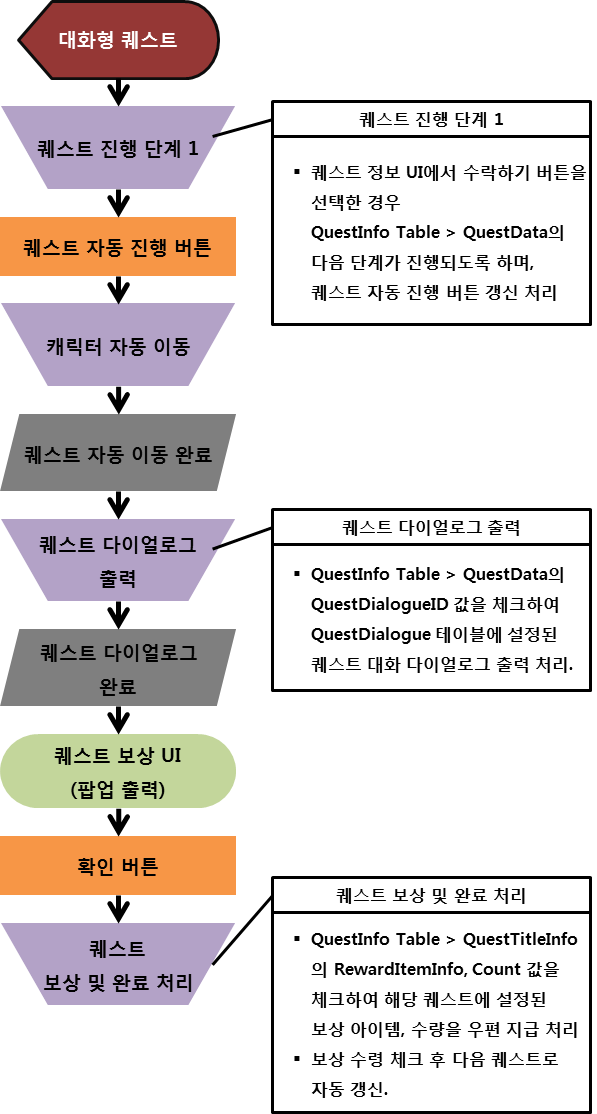 대화형 퀘스트
퀘스트 진행 단계 1
퀘스트 진행 단계 1
▪ 퀘스트 정보 UI에서 수락하기 버튼을
선택한 경우
QuestInfo Table > QuestData의
다음 단계가 진행되도록 하며,
퀘스트 자동 진행 버튼 갱신 처리
퀘스트 자동 진행 버튼
캐릭터 자동 이동
퀘스트 자동 이동 완료
퀘스트 다이얼로그
출력
퀘스트 다이얼로그 출력
▪ QuestInfo Table > QuestData의
QuestDialogueID 값을 체크하여
QuestDialogue 테이블에 설정된
퀘스트 대화 다이얼로그 출력 처리.
퀘스트 다이얼로그
완료
퀘스트 보상 UI
(팝업 출력)
확인 버튼
퀘스트
보상 및 완료 처리
퀘스트 보상 및 완료 처리
▪ QuestInfo Table > QuestTitleInfo
의 RewardItemInfo, Count 값을
체크하여 해당 퀘스트에 설정된
보상 아이템, 수량을 우편 지급 처리
▪ 보상 수령 체크 후 다음 퀘스트로
자동 갱신.